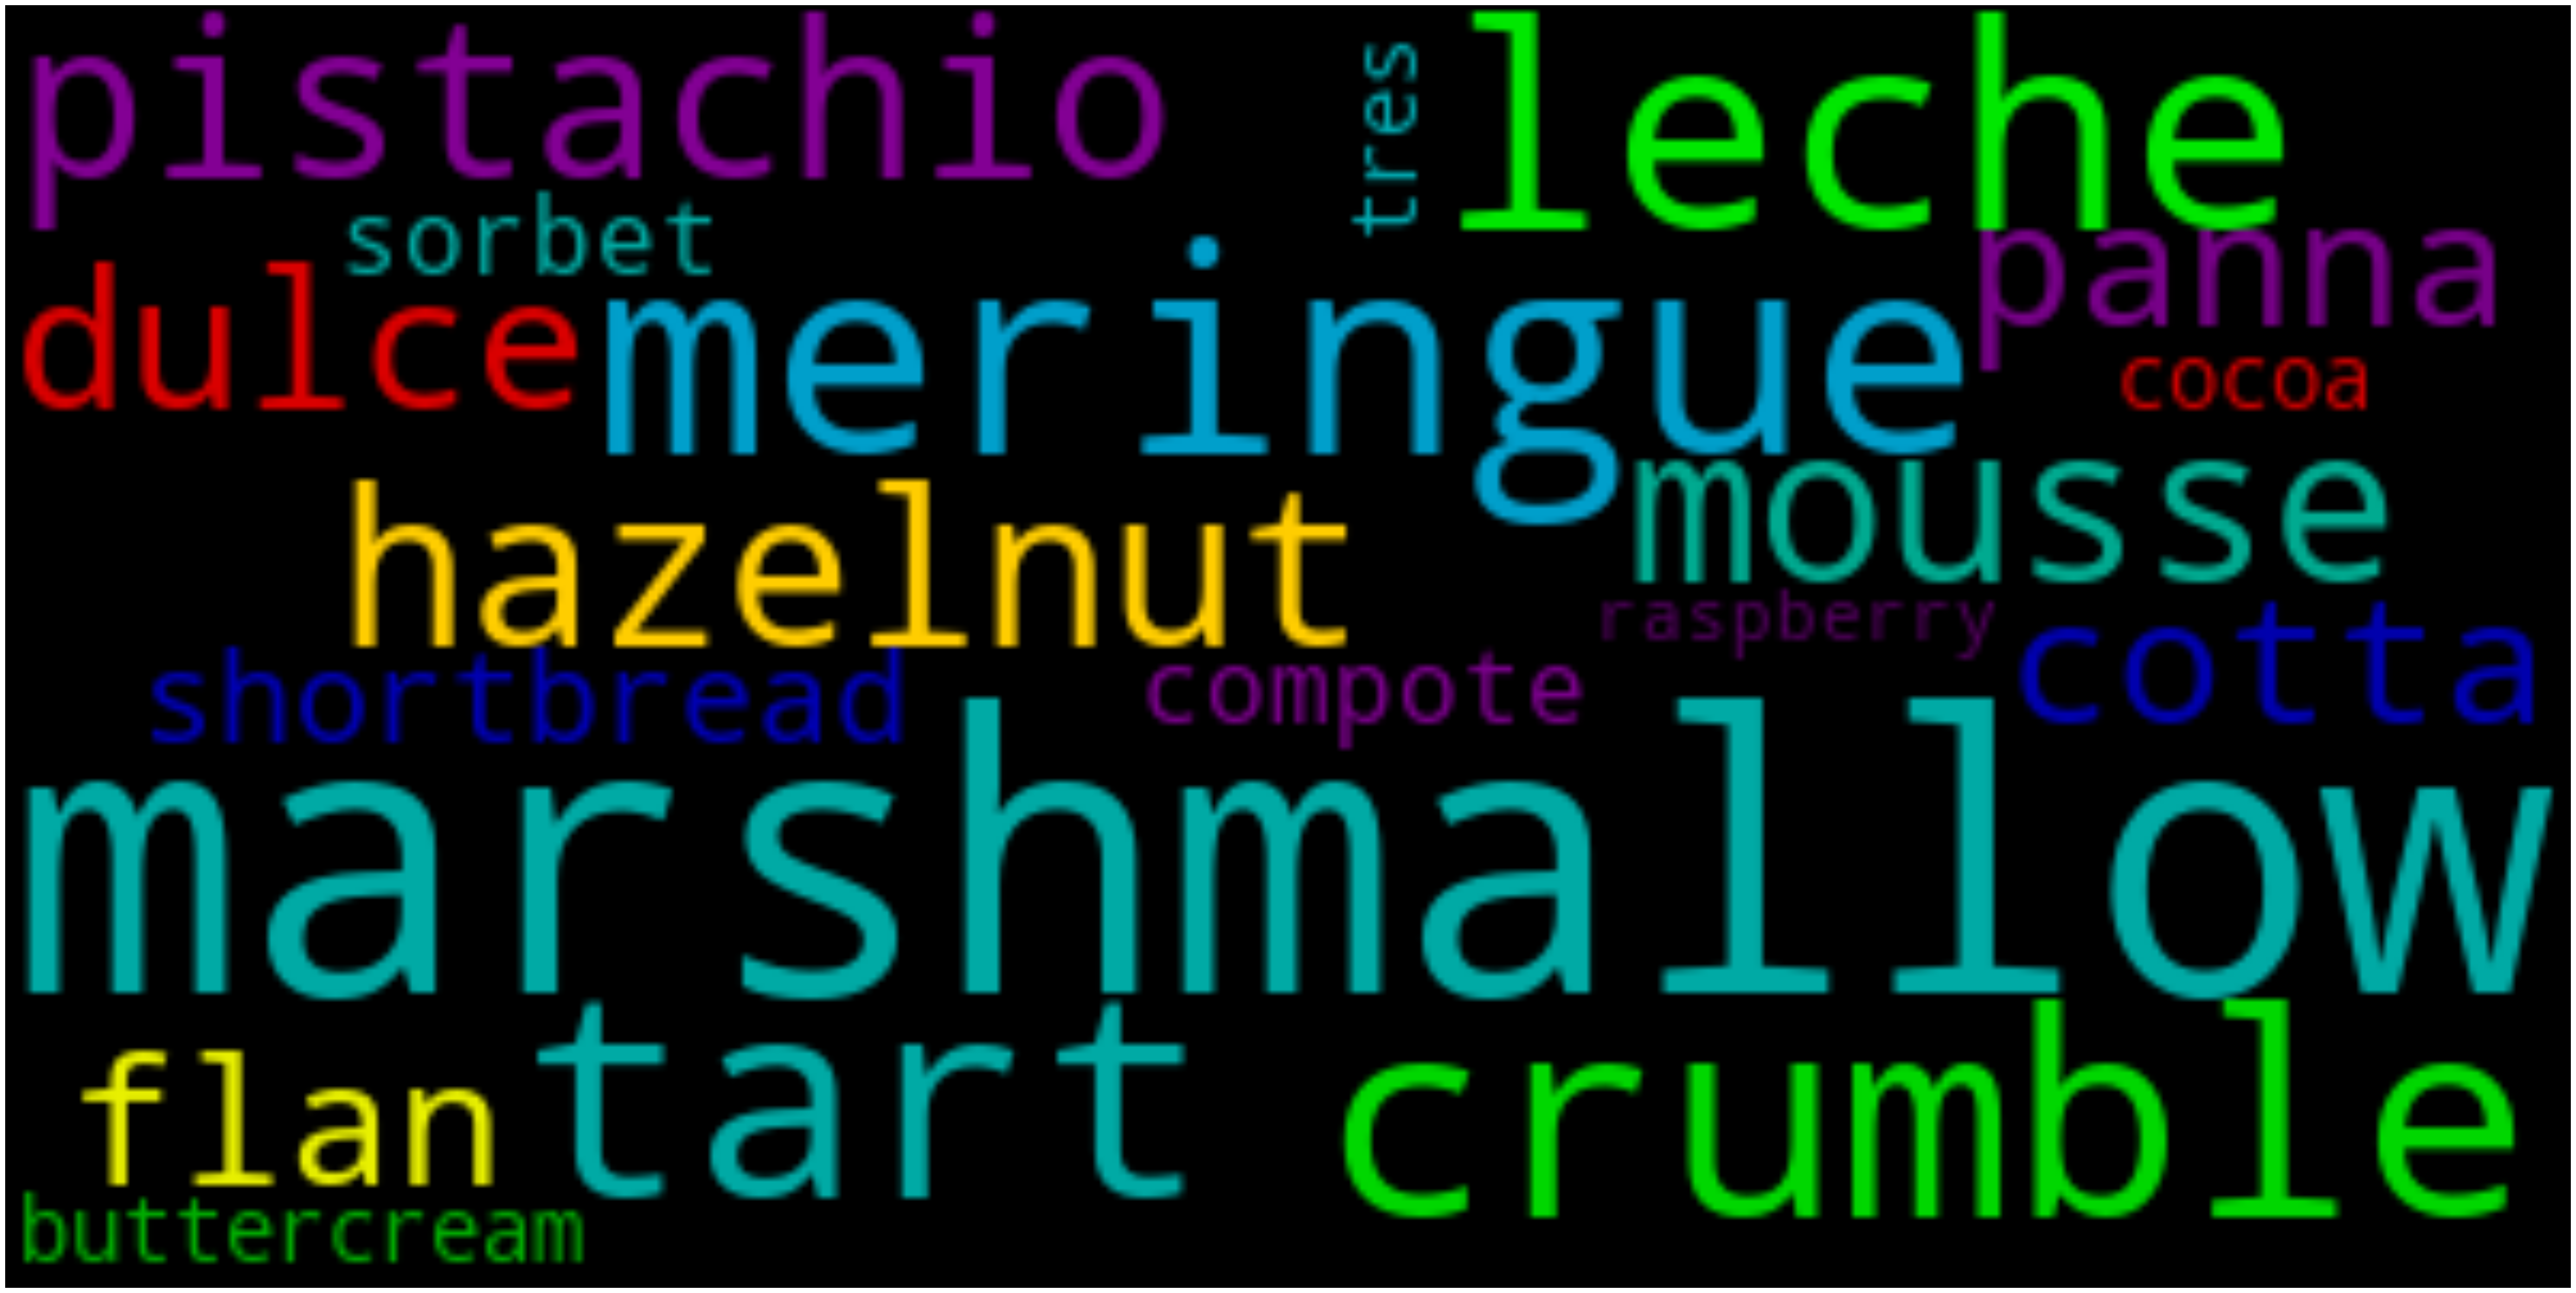 pistachio
tres
leche
sorbet
panna
dulce
meringue
cocoa
hazelnut
mousse
raspberry
cotta
shortbread
compote
marshmallow
flan
tart
crumble
buttercream